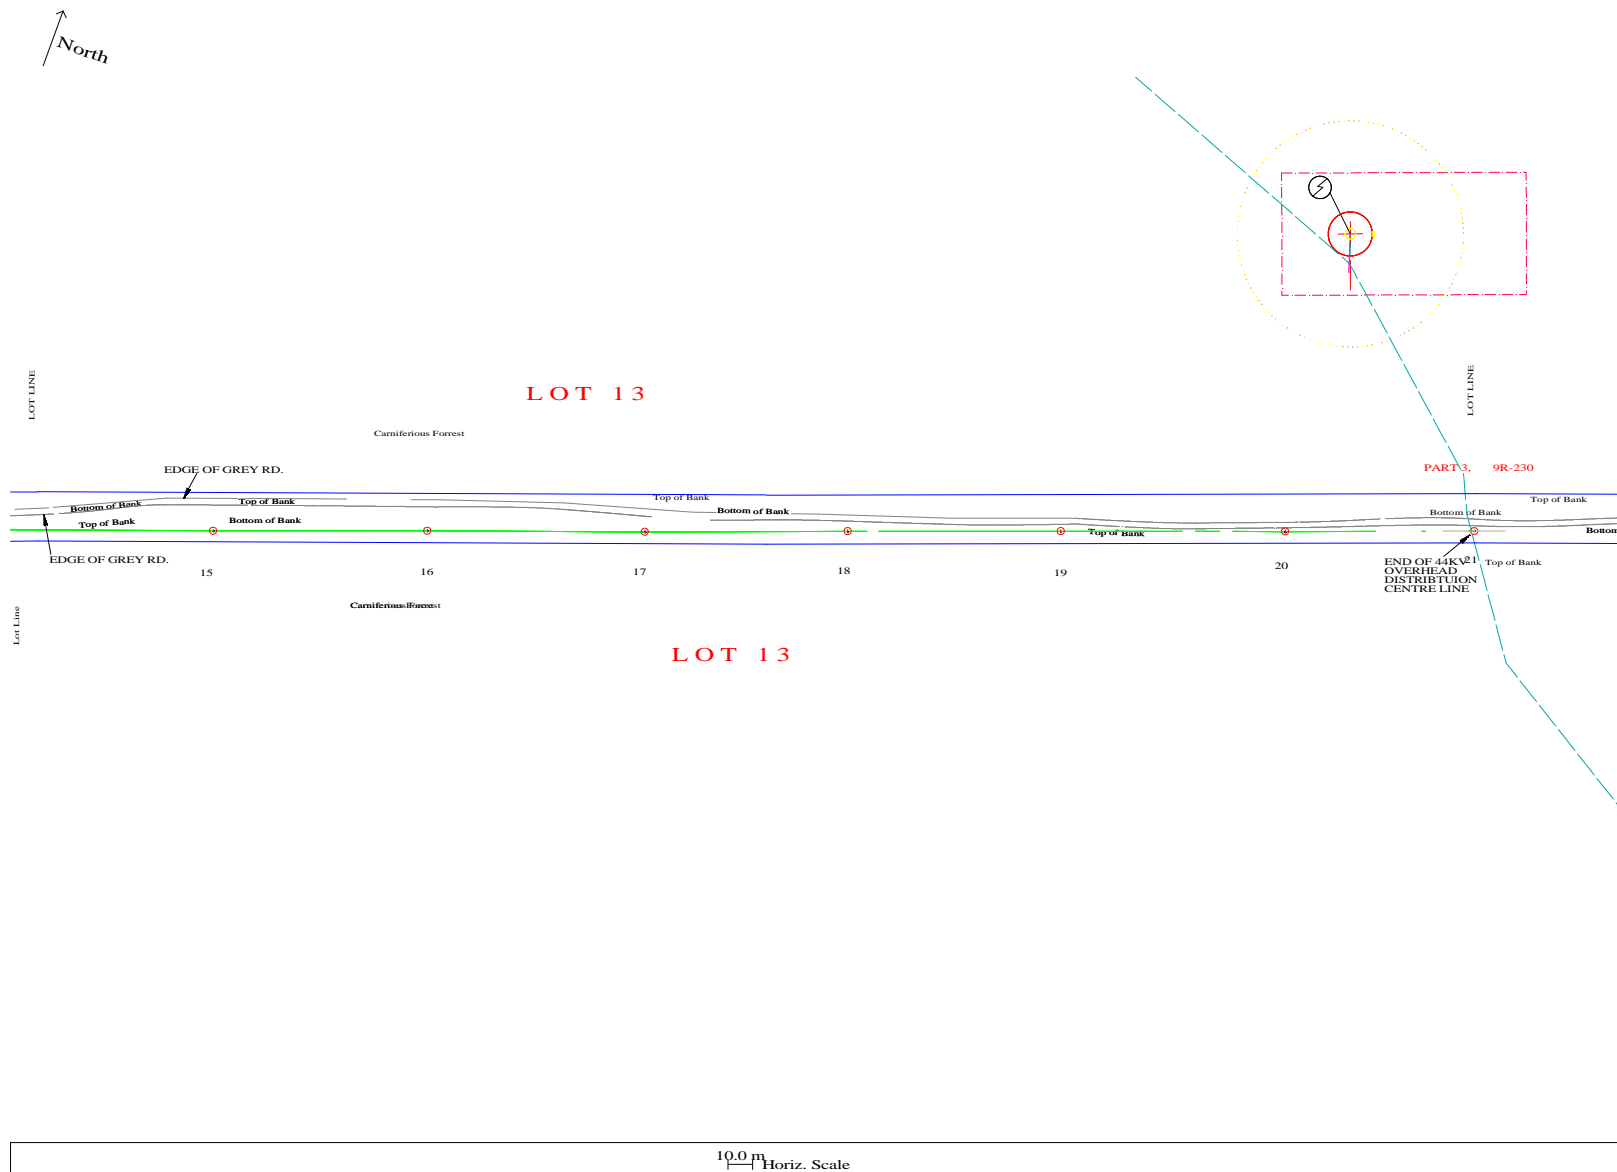 North
LOT LINE
LOT LINE
LOT 13
Carniferious Forrest
PART 3, 9R-230
EDGE OF GREY RD.
Top of Bank
Top of Bank
Top of Bank
Bottom of Bank
Bottom of Bank
Bottom of Bank
Top of Bank
Bottom of Bank
Top of Bank
Bottom
EDGE OF GREY RD.
15
16
17
18
19
20
21
END OF 44KV
OVERHEAD
DISTRIBTUION
CENTRE LINE
Top of Bank
Lot Line
Carniferious Forrest
LOT 13
10.0 m
Horiz. Scale